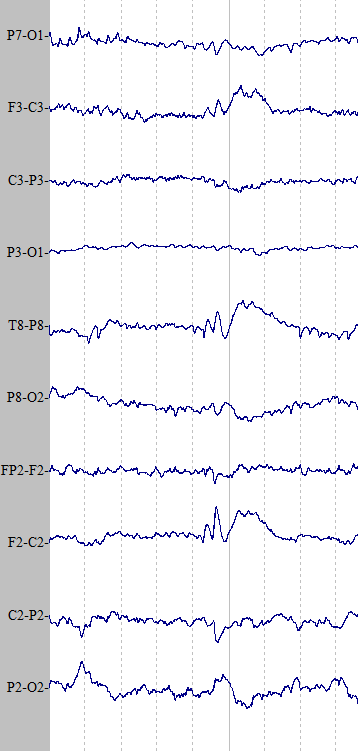 P7-O1
F3-C3
C3-P3
P3-O1
T8-P8
P8-O2
FP2-F2
F2-C2
C2-P2
P2-O2